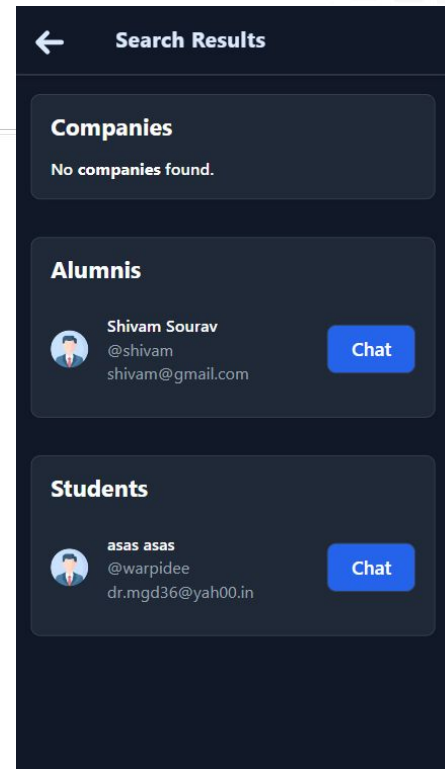 Search Results
Companies
No companies found.
Alumnis
Shivam Sourav
@shivam
shivam@gmail.com
Chat
Students
asas asas
@warpidee
dr.mgd36@yah00.in
Chat